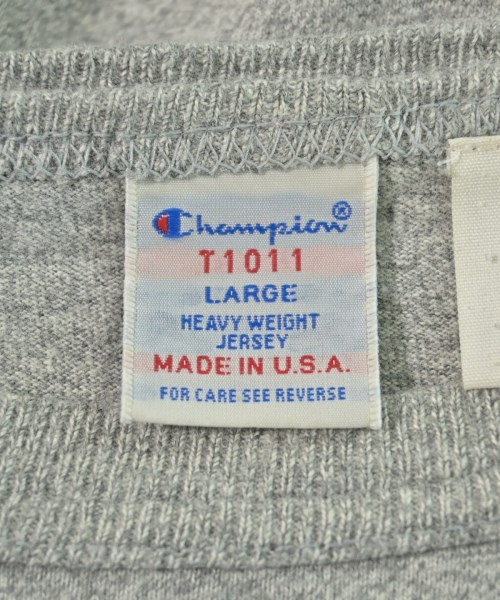 Champion®
T1011
LARGE
HEAVY WEIGHT
JERSEY
MADE IN U.S.A.
FOR CARE SEE REVERSE